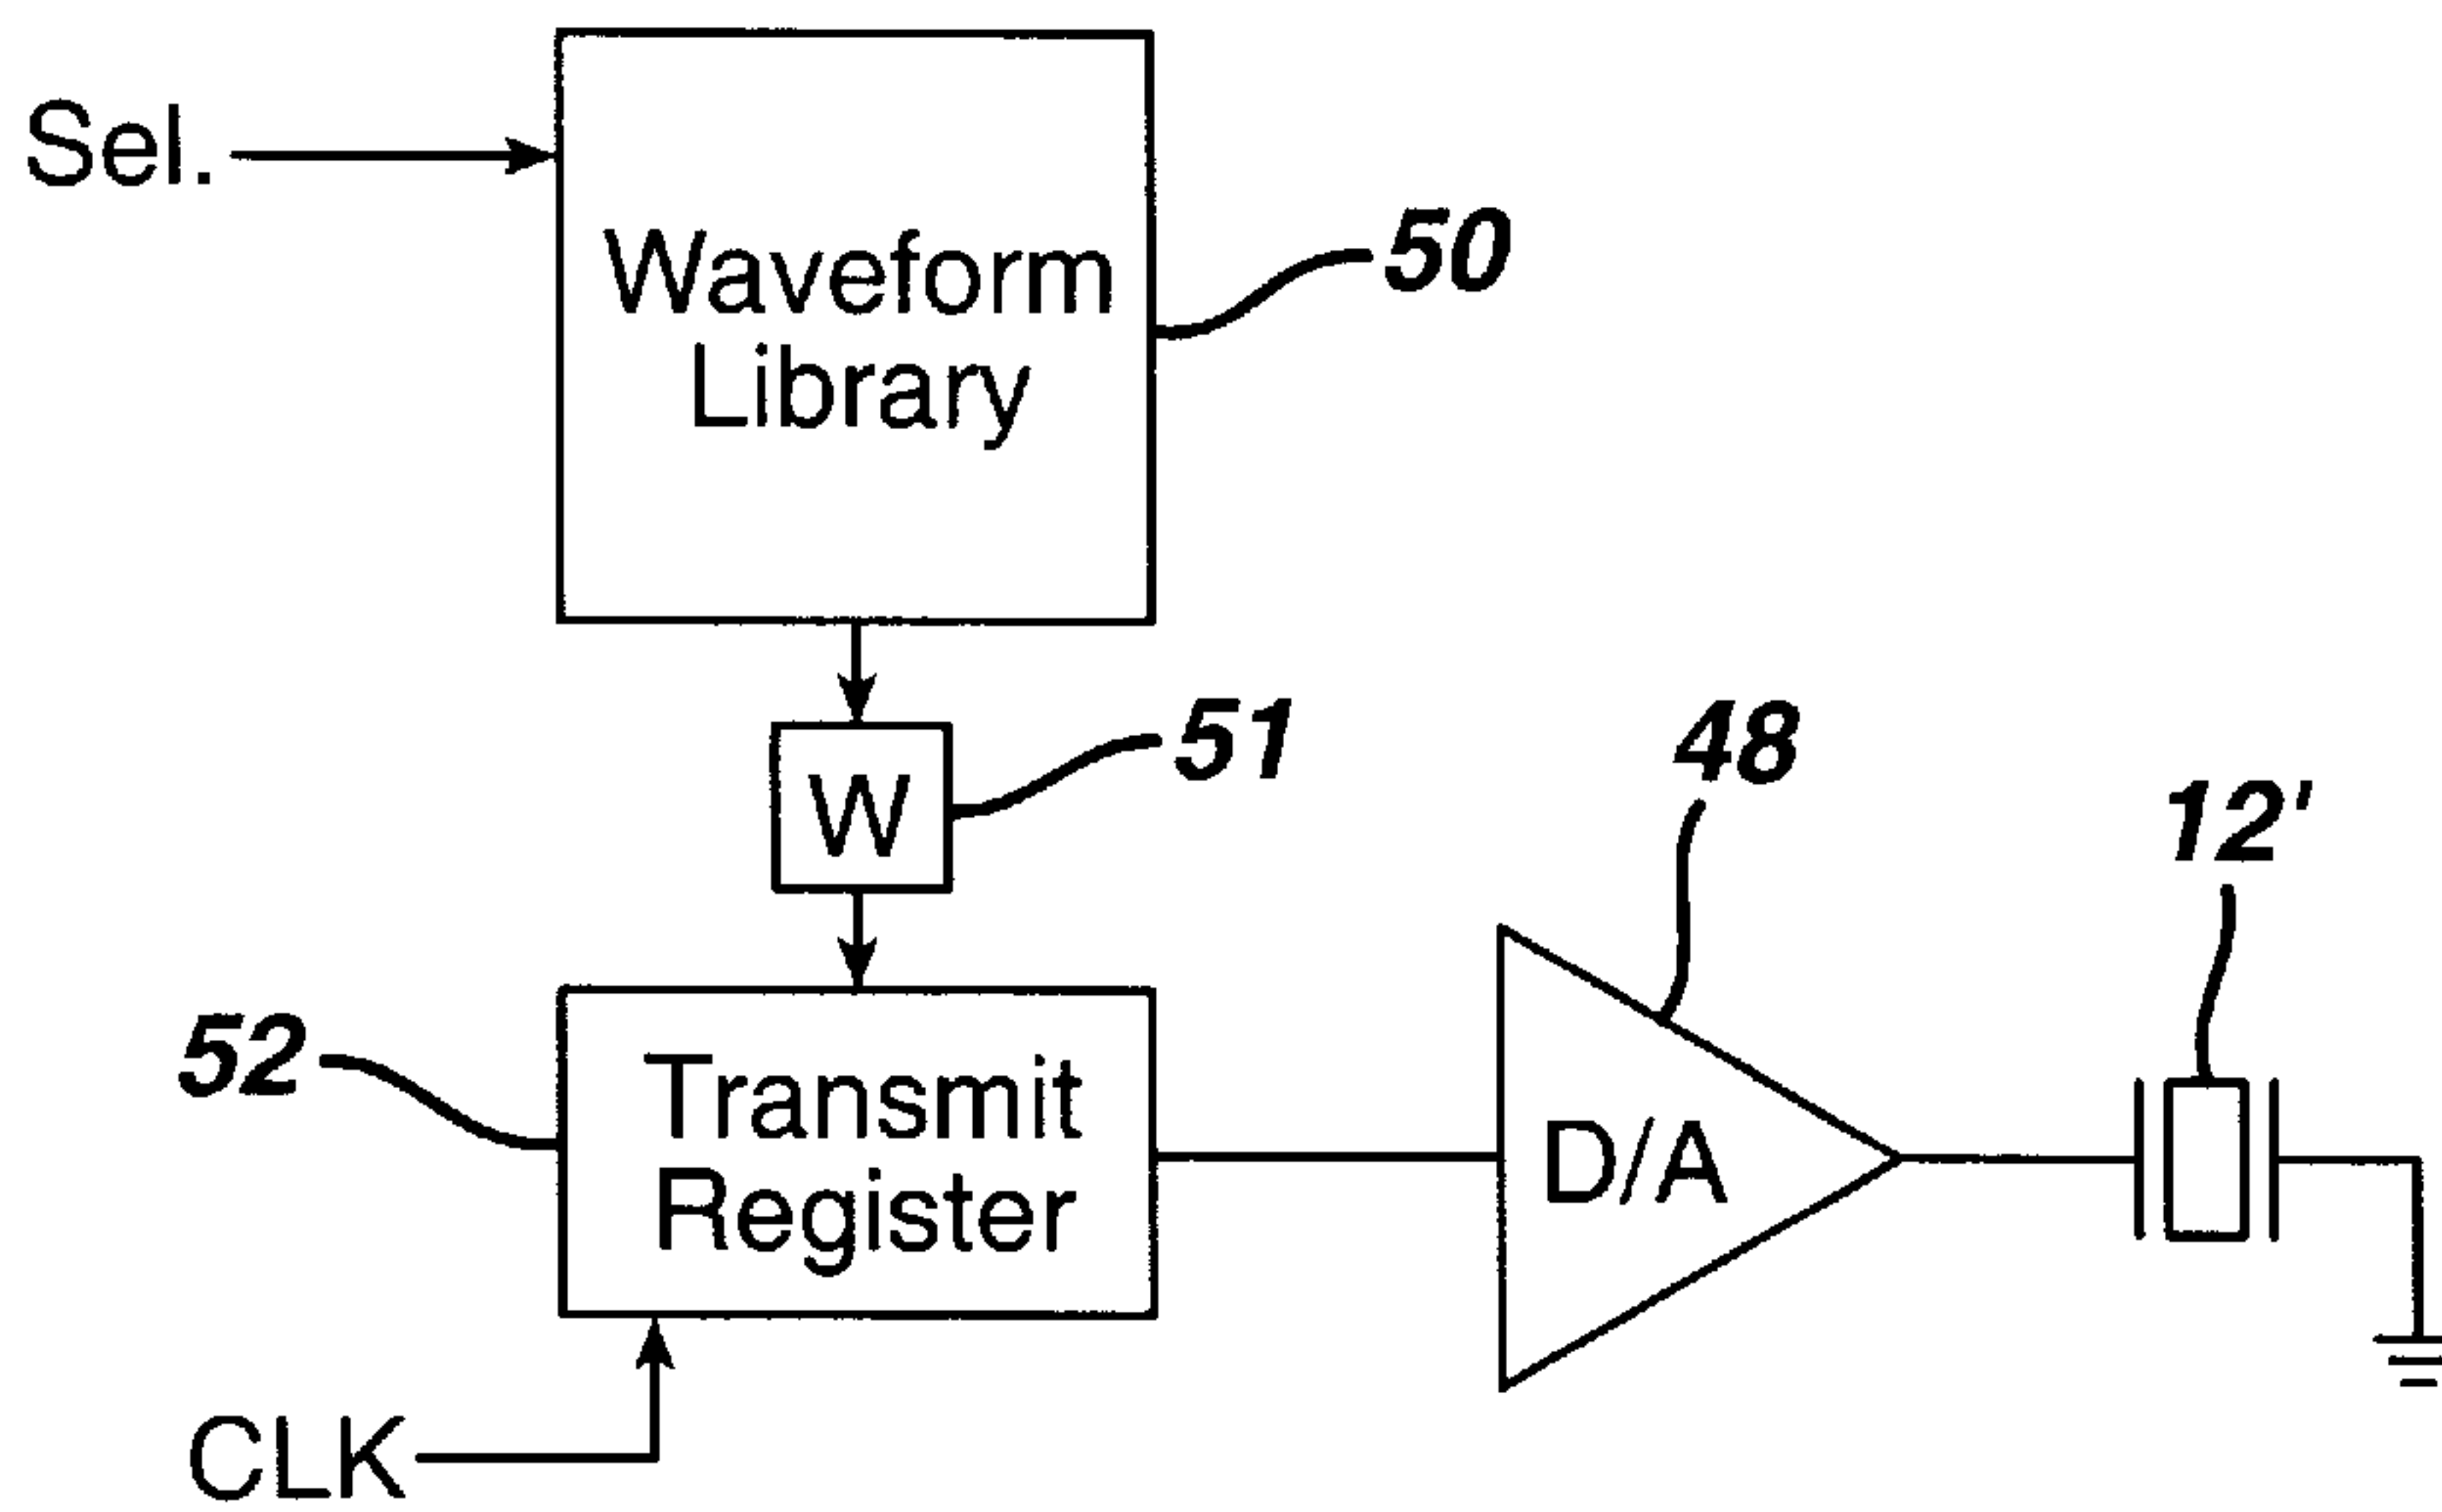 Sel.
Waveform
Library
50
W
51
48
12'
52
Transmit
Register
D/A
CLK